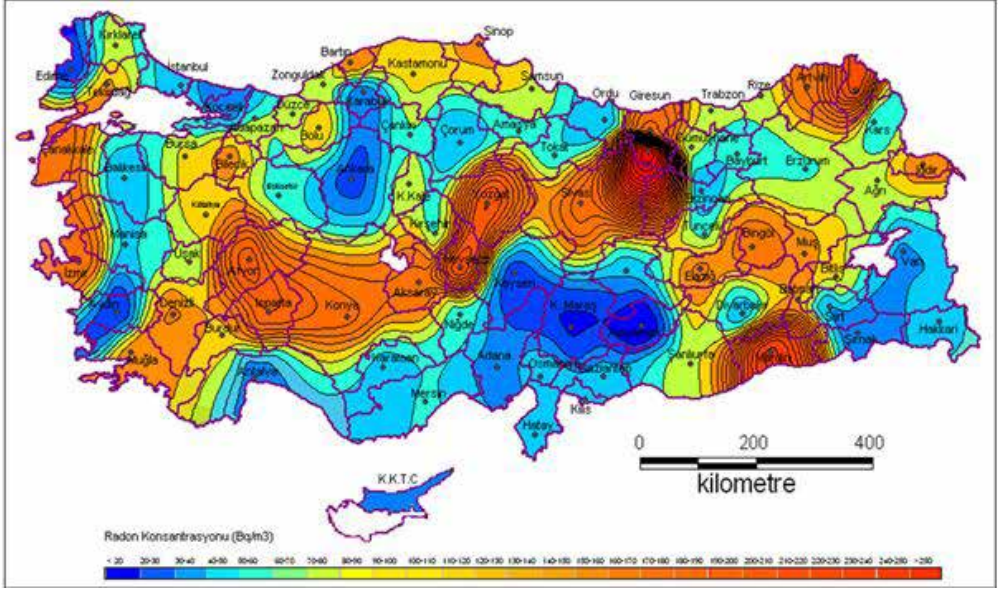 Sinop
Kırklareli
Bartın
Kastamonu
İstanbul
Zonguldak
Samsun
Edirne
Tekirdağ
Rize
Artvin
Ordu
Giresun
Trabzon
Kocaeli
Düzce
Karabük
Adapazarı
Bolu
Çankırı
Çorum
Amasya
Kars
Gümüşhane
Çanakkale
Bursa
Bilecik
Tokat
Bayburt
Erzurum
Balıkesir
Ankara
Iğdır
Eskişehir
K.Kale
Yozgat
Sivas
Erzincan
Ağrı
Kütahya
Kırşehir
Tunceli
Bingöl
Manisa
Muş
Uşak
Van
İzmir
Afyon
Nevşehir
Elazığ
Bitlis
Kayseri
Aksaray
Batman
Aydın
Denizli
Isparta
Konya
K. Maraş
Diyarbakır
Siirt
Burdur
Niğde
Hakkari
Şırnak
Muğla
Karaman
Adana
Şanlıurfa
Mardin
Antalya
Osmaniye
Gaziantep
Mersin
Kilis
Hatay
0 200 400
kilometre
K.K.T.C
Radon Konsantrasyonu (Bq/m3)